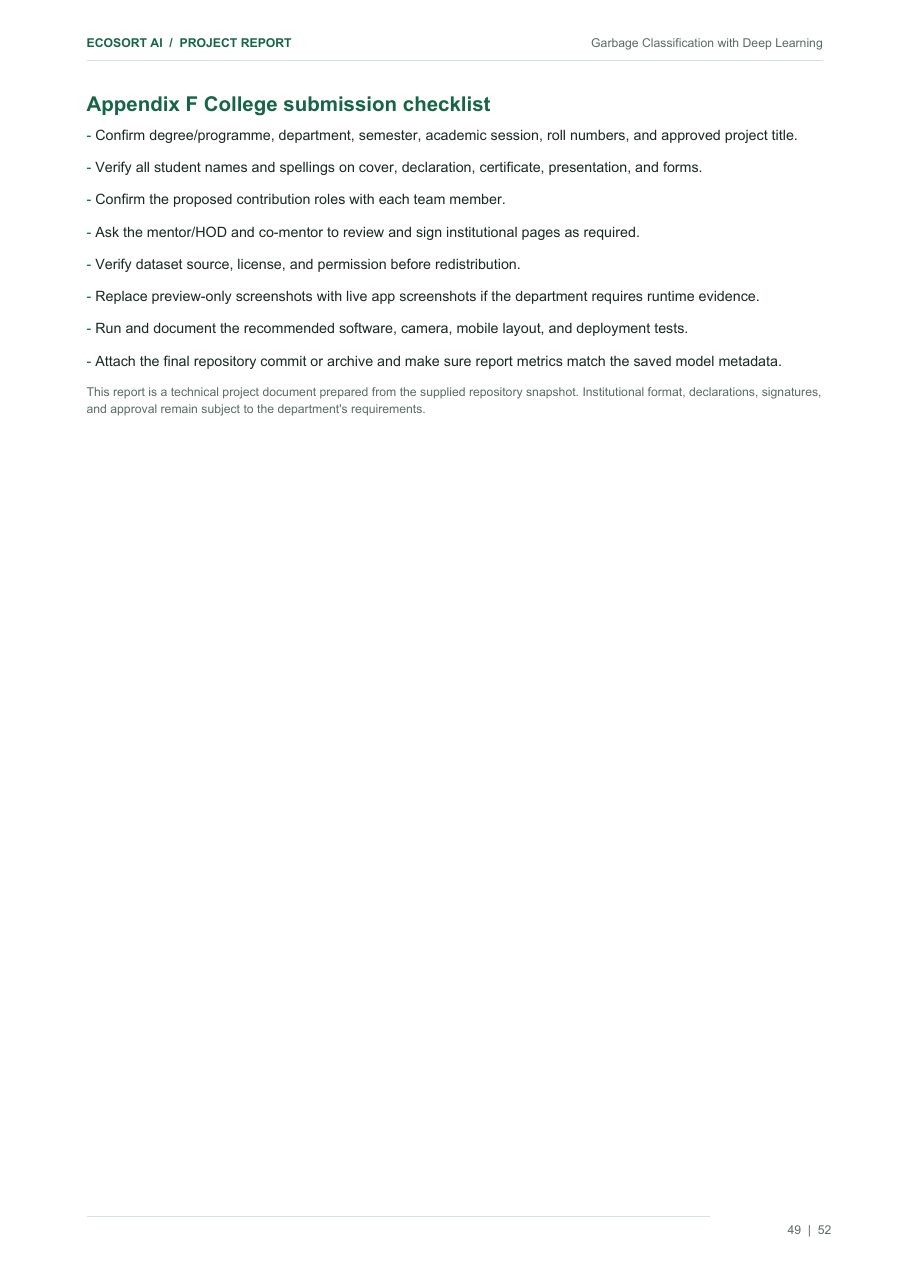 ECOSORT AI / PROJECT REPORT
Garbage Classification with Deep Learning
Appendix F College submission checklist
- Confirm degree/programme, department, semester, academic session, roll numbers, and approved project title.
- Verify all student names and spellings on cover, declaration, certificate, presentation, and forms.
- Confirm the proposed contribution roles with each team member.
- Ask the mentor/HOD and co-mentor to review and sign institutional pages as required.
- Verify dataset source, license, and permission before redistribution.
- Replace preview-only screenshots with live app screenshots if the department requires runtime evidence.
- Run and document the recommended software, camera, mobile layout, and deployment tests.
- Attach the final repository commit or archive and make sure report metrics match the saved model metadata.
This report is a technical project document prepared from the supplied repository snapshot. Institutional format, declarations, signatures,
and approval remain subject to the department's requirements.
49 | 52